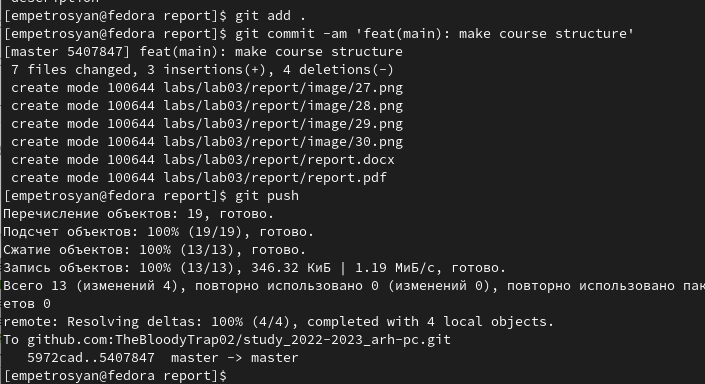 [empetrosyan@fedora report]$ git add .
[empetrosyan@fedora report]$ git commit -am 'feat(main): make course structure'
[master 5407847] feat(main): make course structure
 7 files changed, 3 insertions(+), 4 deletions(-)
 create mode 100644 labs/lab03/report/image/27.png
 create mode 100644 labs/lab03/report/image/28.png
 create mode 100644 labs/lab03/report/image/29.png
 create mode 100644 labs/lab03/report/image/30.png
 create mode 100644 labs/lab03/report/report.docx
 create mode 100644 labs/lab03/report/report.pdf
[empetrosyan@fedora report]$ git push
Перечисление объектов: 19, готово.
Подсчет объектов: 100% (19/19), готово.
Сжатие объектов: 100% (13/13), готово.
Запись объектов: 100% (13/13), 346.32 КиБ | 1.19 МиБ/с, готово.
Всего 13 (изменений 4), повторно использовано 0 (изменений 0), повторно использовано пак
етов 0
remote: Resolving deltas: 100% (4/4), completed with 4 local objects.
To github.com:TheBloodyTrap02/study_2022-2023_arh-pc.git
   5972cad..5407847  master -> master
[empetrosyan@fedora report]$